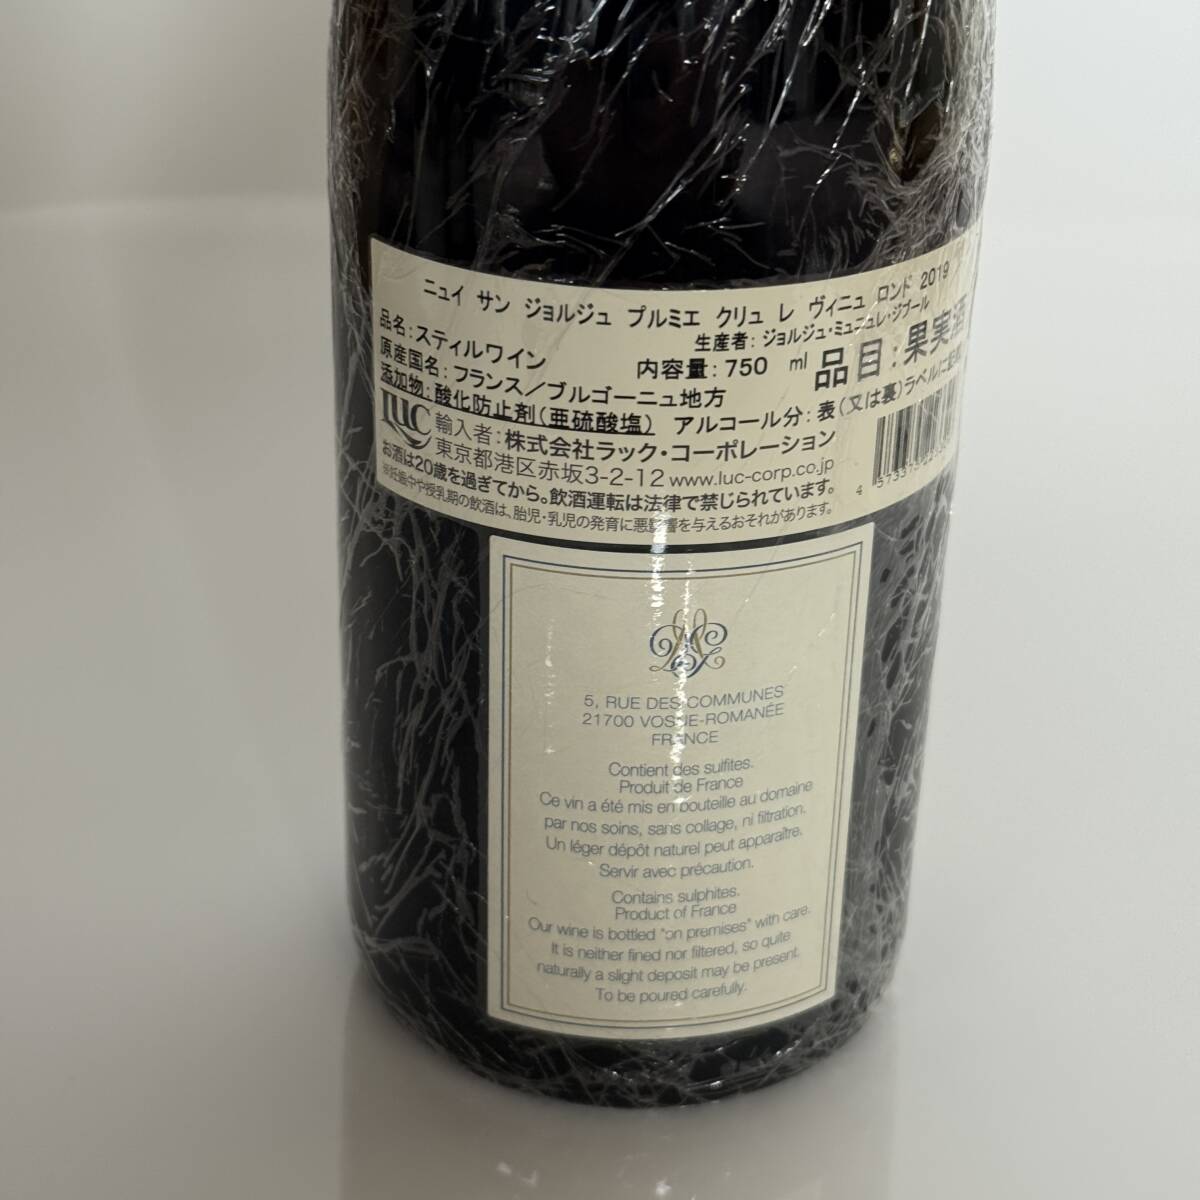 ニュイ サン ジョルジュ プルミエ クリュ レ ヴィニュ ロンド 2019
生産者：ジョルジュ・ミュニュレ・ジブール
品名：スティルワイン
内容量：750 ml
品目：果実酒
原産国名：フランス／ブルゴーニュ地方
添加物：酸化防止剤（亜硫酸塩）
アルコール分：表（又は裏）ラベルに
LUC
輸入者：株式会社ラック・コーポレーション
東京都港区赤坂3-2-12 www.luc-corp.co.jp
お酒は20歳を過ぎてから。飲酒運転は法律で禁じられています。
※妊娠中や授乳期の飲酒は、胎児・乳児の発育に悪影響を与えるおそれがあります。
5, RUE DES COMMUNES
21700 VOSNE-ROMANÉE
FRANCE
Contient des sulfites.
Produit de France
Ce vin a été mis en bouteille au domaine
par nos soins, sans collage, ni filtration.
Un léger dépôt naturel peut apparaître.
Servir avec précaution.
Contains sulphites.
Product of France
Our wine is bottled "on premises" with care.
It is neither fined nor filtered, so quite
naturally a slight deposit may be present.
To be poured carefully.